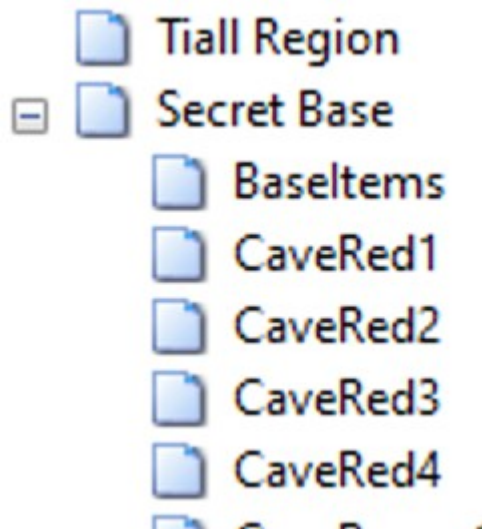 Tiall Region
Secret Base
BaseItems
CaveRed1
CaveRed2
CaveRed3
CaveRed4